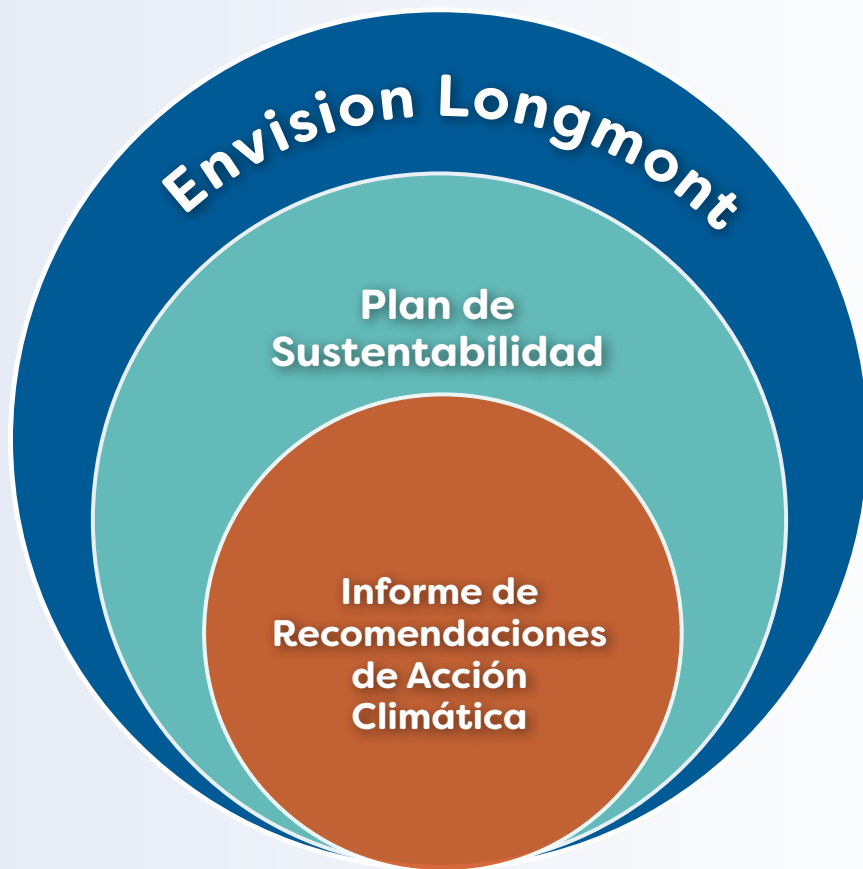 Envision Longmont
Plan de
Sustentabilidad
Informe de
Recomendaciones
de Acción
Climática